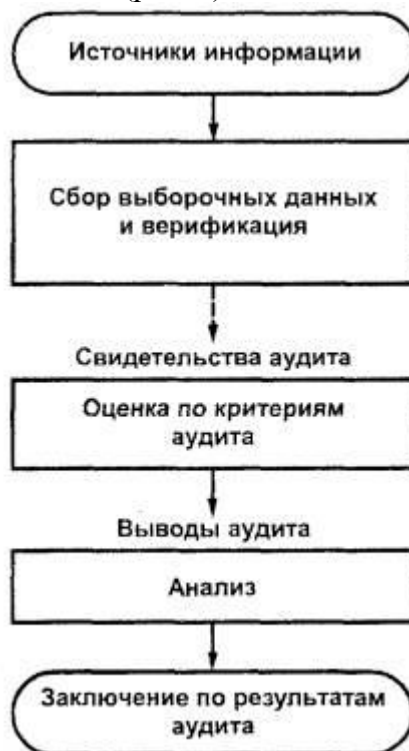 Источники информации
Сбор выборочных данных
и верификация
Свидетельства аудита
Оценка по критериям
аудита
Выводы аудита
Анализ
Заключение по результатам
аудита